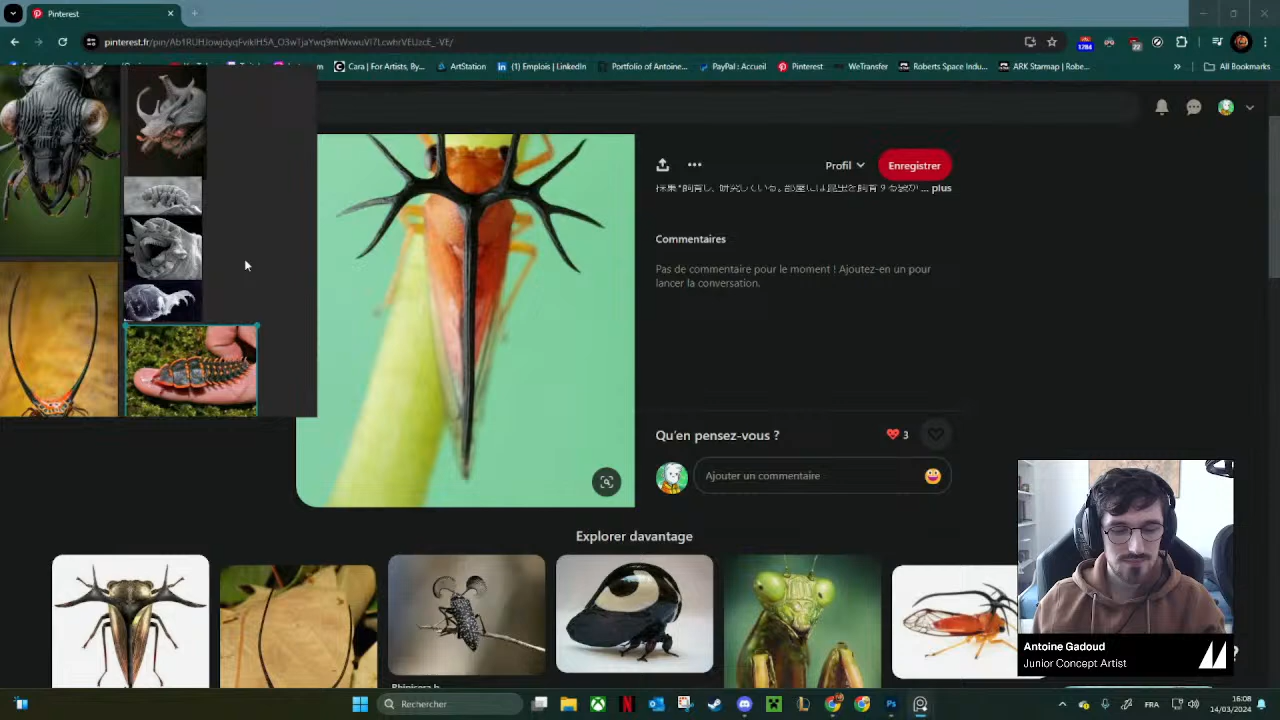 Pinterest
pinterest.fr/pin/
1784
22
Cara | For Artists, By...
ArtStation
(1) Emplois | LinkedIn
Portfolio of Antoine...
PayPal : Accueil
Pinterest
WeTransfer
Roberts Space Indu...
ARK Starmap | Robe...
»
All Bookmarks
Profil
Enregistrer
... plus
Commentaires
Pas de commentaire pour le moment ! Ajoutez-en un pour
lancer la conversation.
Qu'en pensez-vous ?
3
Ajouter un commentaire
Explorer davantage
Antoine Gadoud
Junior Concept Artist
Rechercher
FRA
16:08
14/03/2024